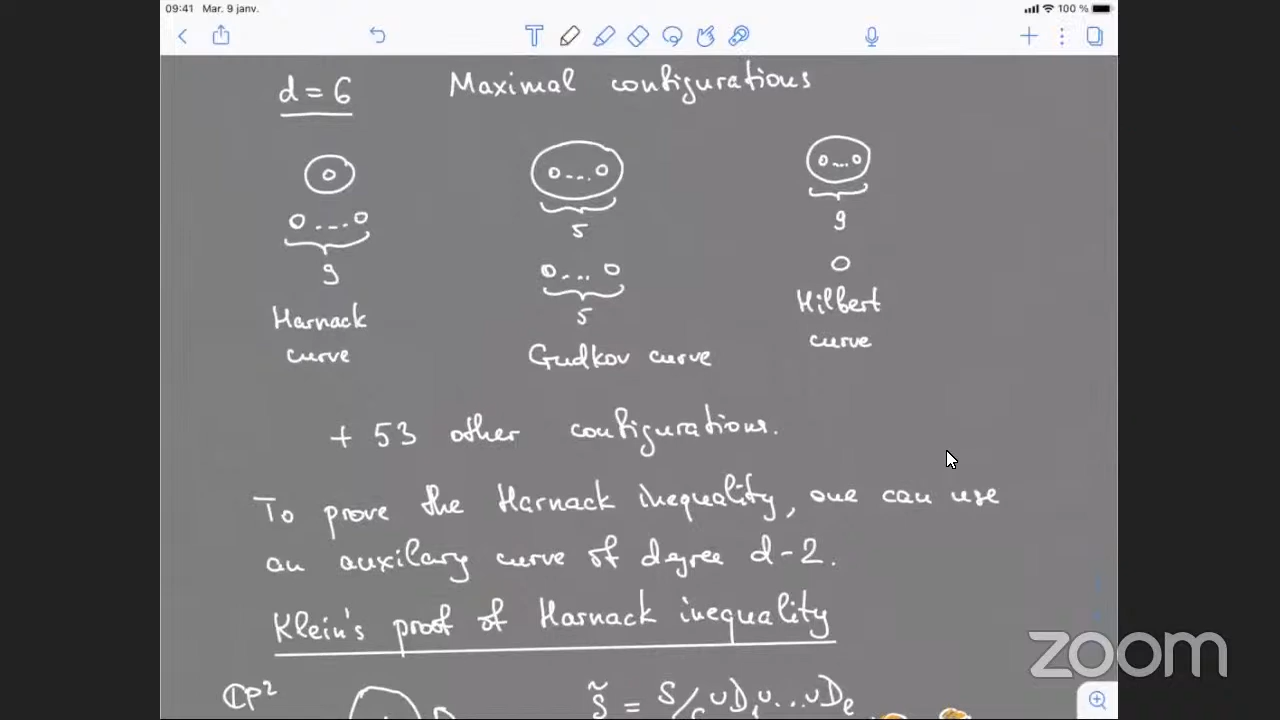 09:41 Mar. 9 janv.
100 %
d = 6 Maximal configurations
o
o....o
o....o
5
9
o....o
9
o....o
5
o
Harnack
curve
Gudkov curve
Hilbert
curve
+ 53 other configurations.
To prove the Harnack inequality, one can use
an auxilary curve of degree d-2.
Klein's proof of Harnack inequality
ℂP²
S̃ = S/c ∪D₁∪...∪Dₑ
zoom